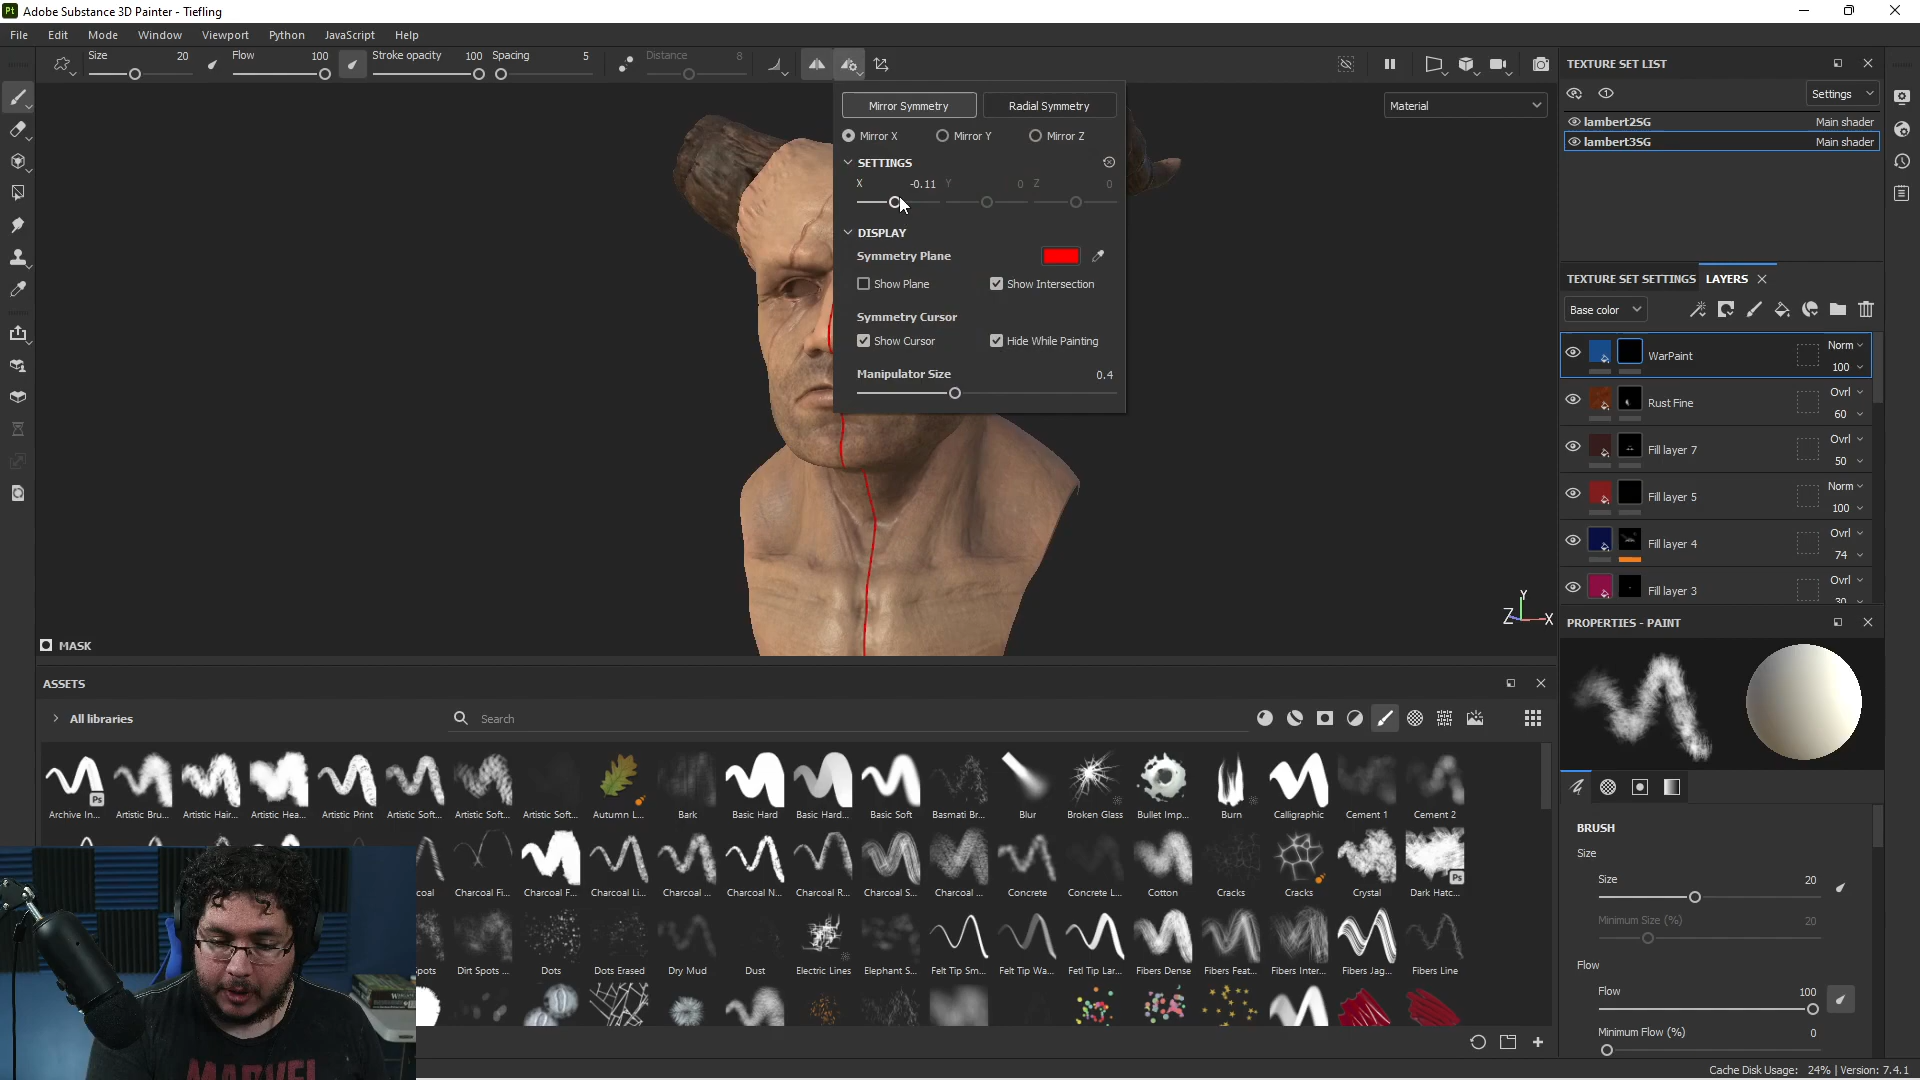 Pt Adobe Substance 3D Painter - Tiefling
File Edit Mode Window Viewport Python JavaScript Help
Size 20 Flow 100 Stroke opacity 100 Spacing 5 Distance 8
Mirror Symmetry Radial Symmetry
Mirror X Mirror Y Mirror Z
SETTINGS
X -0.11 Y 0 Z 0
DISPLAY
Symmetry Plane
Show Plane Show Intersection
Symmetry Cursor
Show Cursor Hide While Painting
Manipulator Size 0.4
Material
Y
Z X
MASK
TEXTURE SET LIST
Settings
lambert2SG Main shader
lambert3SG Main shader
TEXTURE SET SETTINGS LAYERS
Base color
WarPaint Norm 100
Rust Fine Ovrl 60
Fill layer 7 Ovrl 50
Fill layer 5 Norm 100
Fill layer 4 Ovrl 74
Fill layer 3 Ovrl 30
PROPERTIES - PAINT
BRUSH
Size
Size 20
Minimum Size (%) 20
Flow
Flow 100
Minimum Flow (%) 0
ASSETS
All libraries Search
Archive In... Artistic Bru... Artistic Hair... Artistic Hea... Artistic Print Artistic Soft... Artistic Soft... Artistic Soft... Autumn L... Bark Basic Hard Basic Hard... Basic Soft Basmati Br... Blur Broken Glass Bullet Imp... Burn Calligraphic Cement 1 Cement 2
coal Charcoal Fi... Charcoal F... Charcoal Li... Charcoal ... Charcoal N... Charcoal R... Charcoal S... Charcoal ... Concrete Concrete L... Cotton Cracks Cracks Crystal Dark Hatc...
pots Dirt Spots ... Dots Dots Erased Dry Mud Dust Electric Lines Elephant S... Felt Tip Sm... Felt Tip Wa... Fetl Tip Lar... Fibers Dense Fibers Feat... Fibers Inter... Fibers Jag... Fibers Line
MARVEL
Cache Disk Usage: 24% | Version: 7.4.1